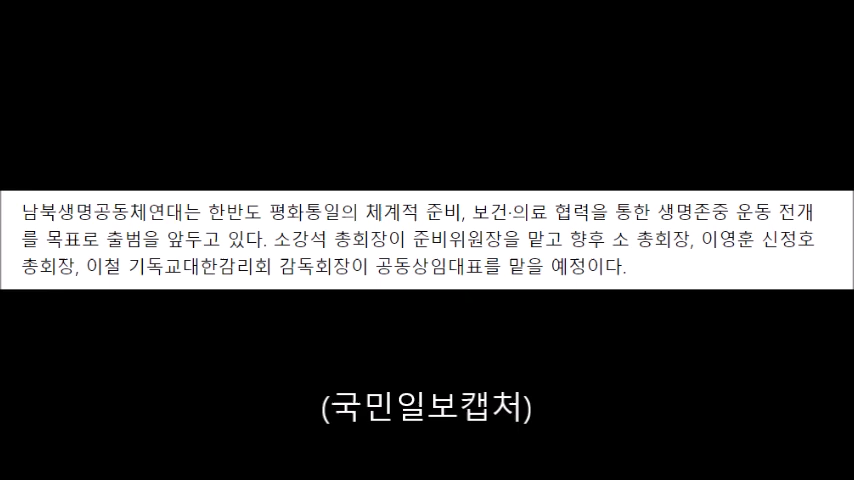 남북생명공동체연대는 한반도 평화통일의 체계적 준비, 보건·의료 협력을 통한 생명존중 운동 전개
를 목표로 출범을 앞두고 있다. 소강석 총회장이 준비위원장을 맡고 향후 소 총회장, 이영훈 신정호
총회장, 이철 기독교대한감리회 감독회장이 공동상임대표를 맡을 예정이다.
(국민일보캡처)